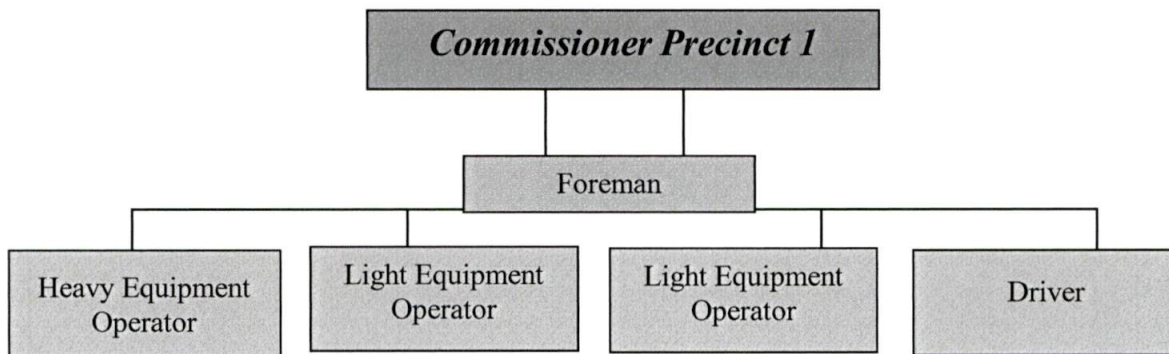 Commissioner Precinct 1
Foreman
Heavy Equipment
Operator
Light Equipment
Operator
Light Equipment
Operator
Driver